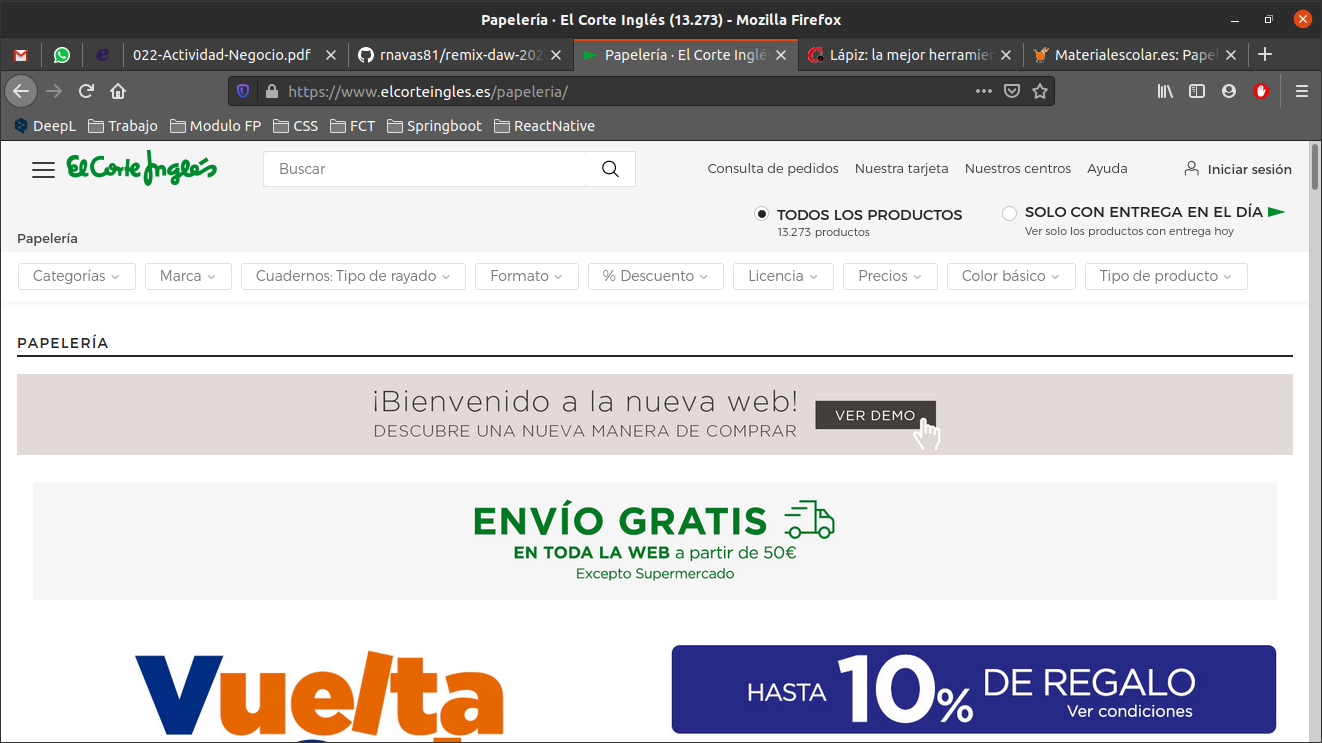 Papelería · El Corte Inglés (13.273) - Mozilla Firefox
022-Actividad-Negocio.pdf
rnavas81/remix-daw-202
Papelería · El Corte Inglé
Lápiz: la mejor herramier
Materialescolar.es: Papel
https://www.elcorteingles.es/papeleria/
DeepL Trabajo Modulo FP CSS FCT Springboot ReactNative
El Corte Inglés
Buscar
Consulta de pedidos Nuestra tarjeta Nuestros centros Ayuda Iniciar sesión
TODOS LOS PRODUCTOS
13.273 productos
SOLO CON ENTREGA EN EL DÍA
Ver solo los productos con entrega hoy
Papelería
Categorías Marca Cuadernos: Tipo de rayado Formato % Descuento Licencia Precios Color básico Tipo de producto
PAPELERÍA
¡Bienvenido a la nueva web!
DESCUBRE UNA NUEVA MANERA DE COMPRAR
VER DEMO
ENVÍO GRATIS
EN TODA LA WEB a partir de 50€
Excepto Supermercado
Vuelta
HASTA 10% DE REGALO
Ver condiciones